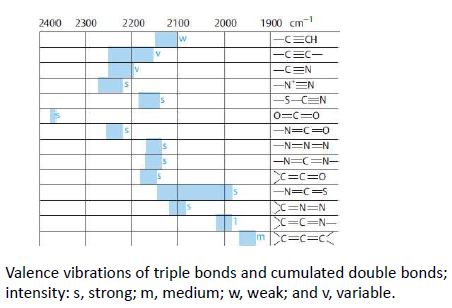 2400 2300 2200 2100 2000 1900 cm⁻¹
w —C≡CH
v —C≡C—
v —C≡N
s —N⁺≡N
s —S—C≡N
s O=C=O
s —N=C=O
s —N=N=N
s —N=C=N—
s >C=C=O
s —N=C=S
s >C=N=N
1 >C=C=N—
m >C=C=C<
Valence vibrations of triple bonds and cumulated double bonds;
intensity: s, strong; m, medium; w, weak; and v, variable.